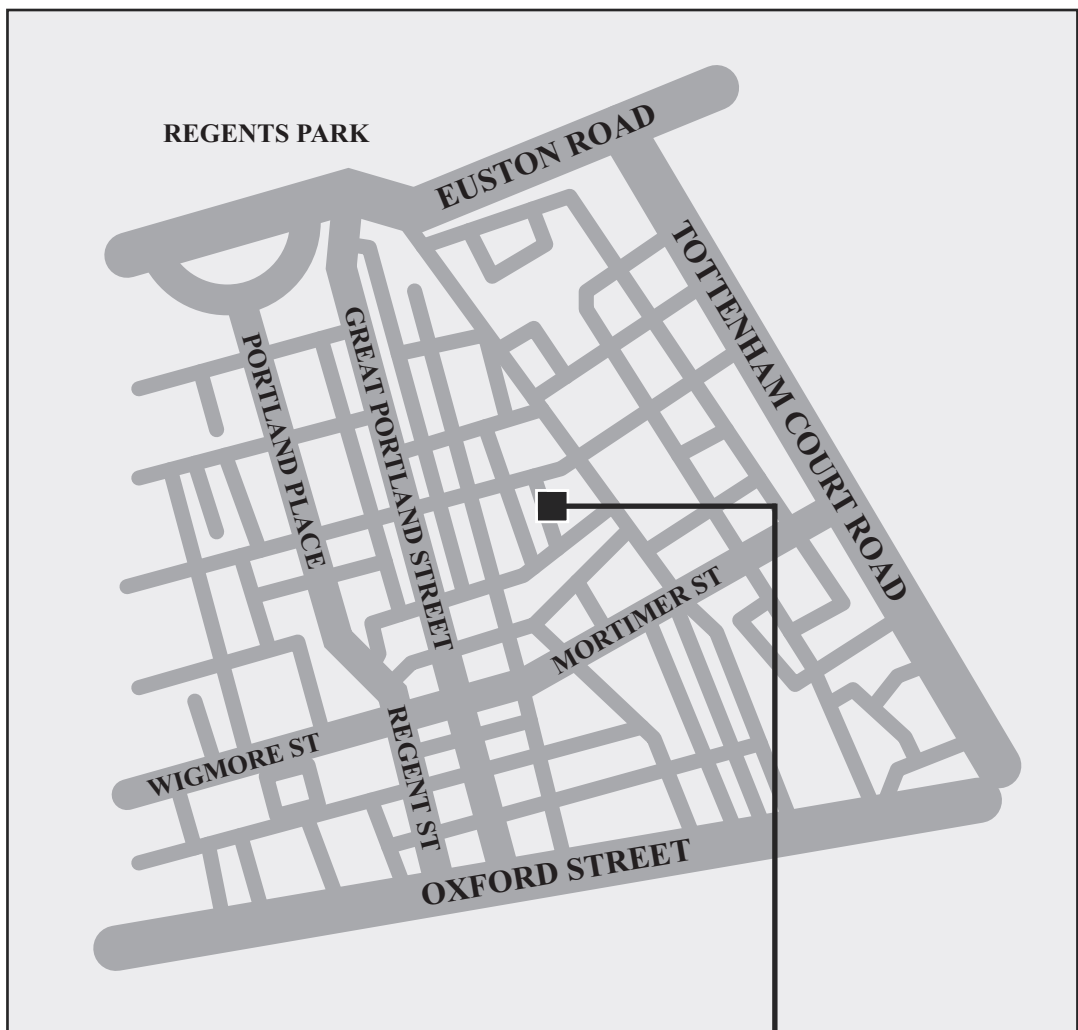 REGENTS PARK
EUSTON ROAD
TOTTENHAM COURT ROAD
GREAT PORTLAND STREET
PORTLAND PLACE
MORTIMER ST
WIGMORE ST
REGENT ST
OXFORD STREET